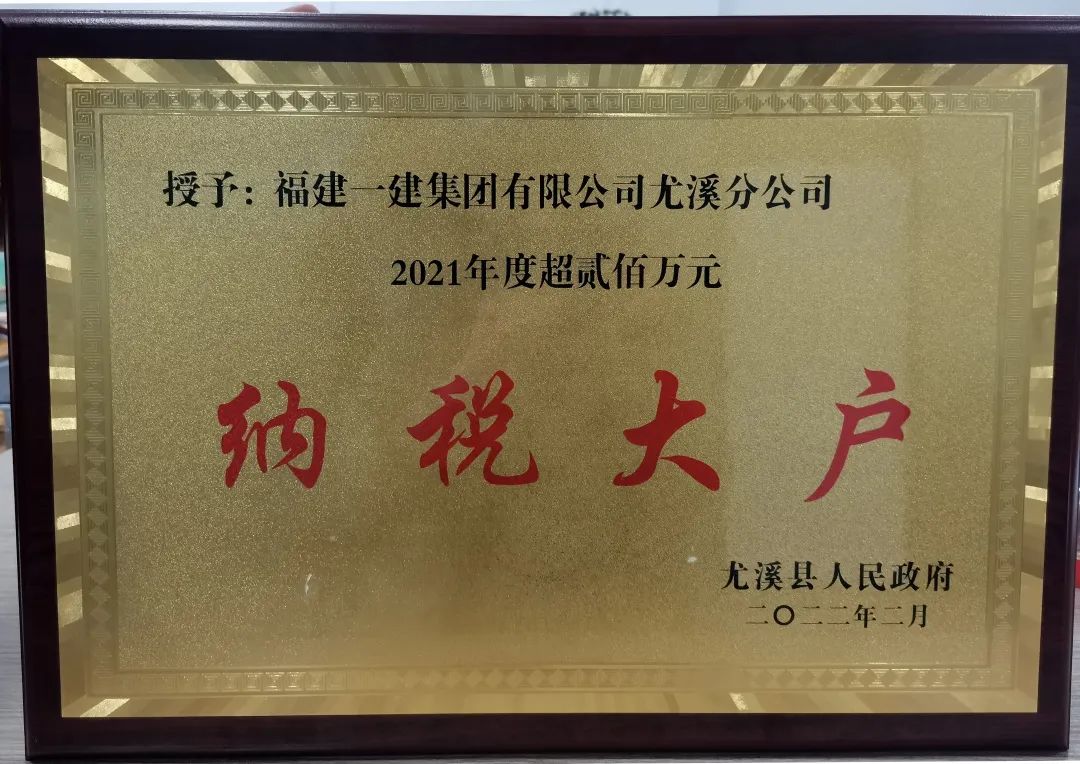 授予：福建一建集团有限公司尤溪分公司
2021年度超贰佰万元
纳税大户
尤溪县人民政府
二〇二二年二月